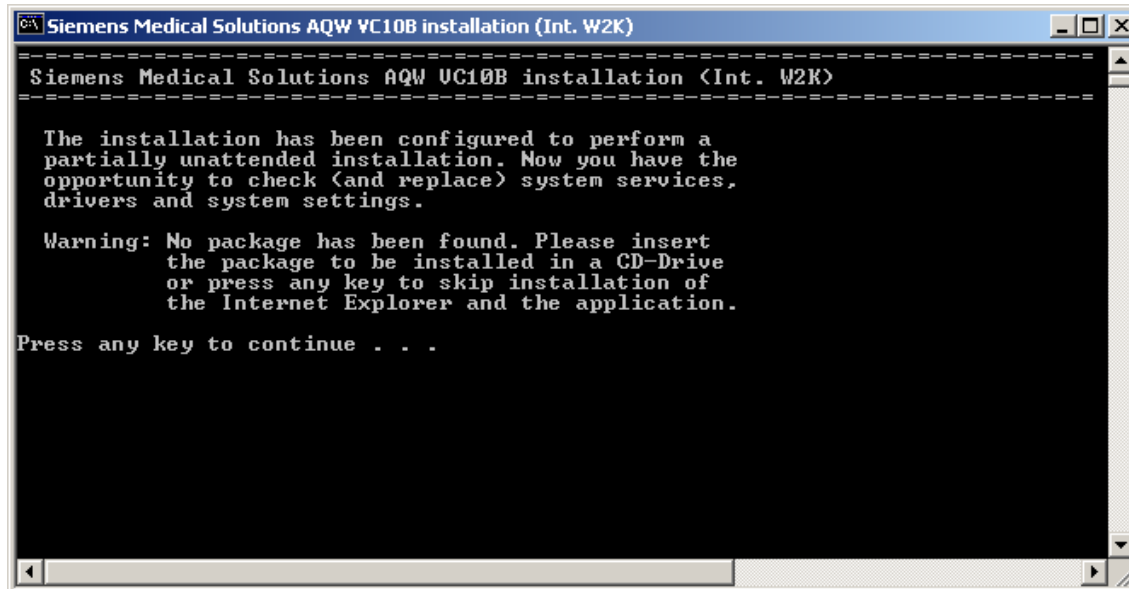 Siemens Medical Solutions AQW VC10B installation (Int. W2K)
=-=-=-=-=-=-=-=-=-=-=-=-=-=-=-=-=-=-=-=-=-=-=-=-=-=-=-=-=-=-=-=-=-=-=-=-=-=-=-=
Siemens Medical Solutions AQW VC10B installation (Int. W2K)
=-=-=-=-=-=-=-=-=-=-=-=-=-=-=-=-=-=-=-=-=-=-=-=-=-=-=-=-=-=-=-=-=-=-=-=-=-=-=-=
The installation has been configured to perform a
partially unattended installation. Now you have the
opportunity to check (and replace) system services,
drivers and system settings.
Warning: No package has been found. Please insert
the package to be installed in a CD-Drive
or press any key to skip installation of
the Internet Explorer and the application.
Press any key to continue . . .